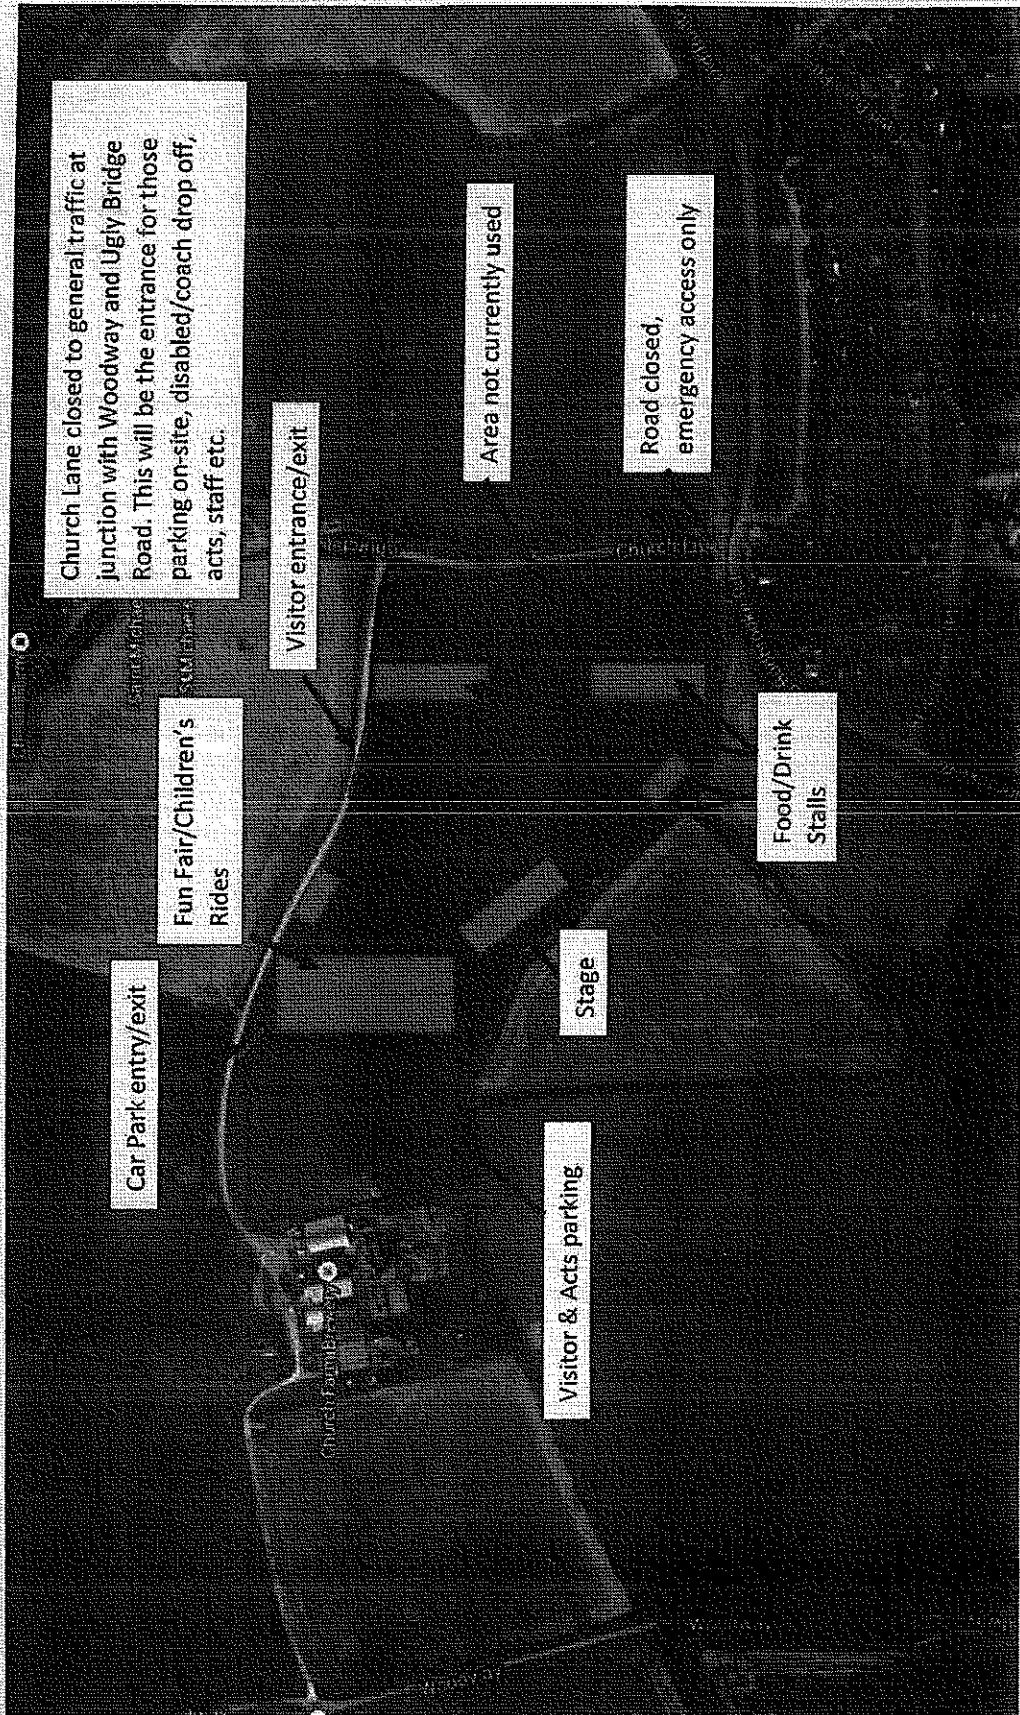 Church Lane closed to general traffic at
junction with Woodway and Ugly Bridge
Road. This will be the entrance for those
parking on-site, disabled/coach drop off,
acts, staff etc.
Car Park entry/exit
Fun Fair/Children's
Rides
Visitor entrance/exit
Area not currently used
Road closed,
emergency access only
Church Lane
Stage
Visitor & Acts parking
Food/Drink
Stalls